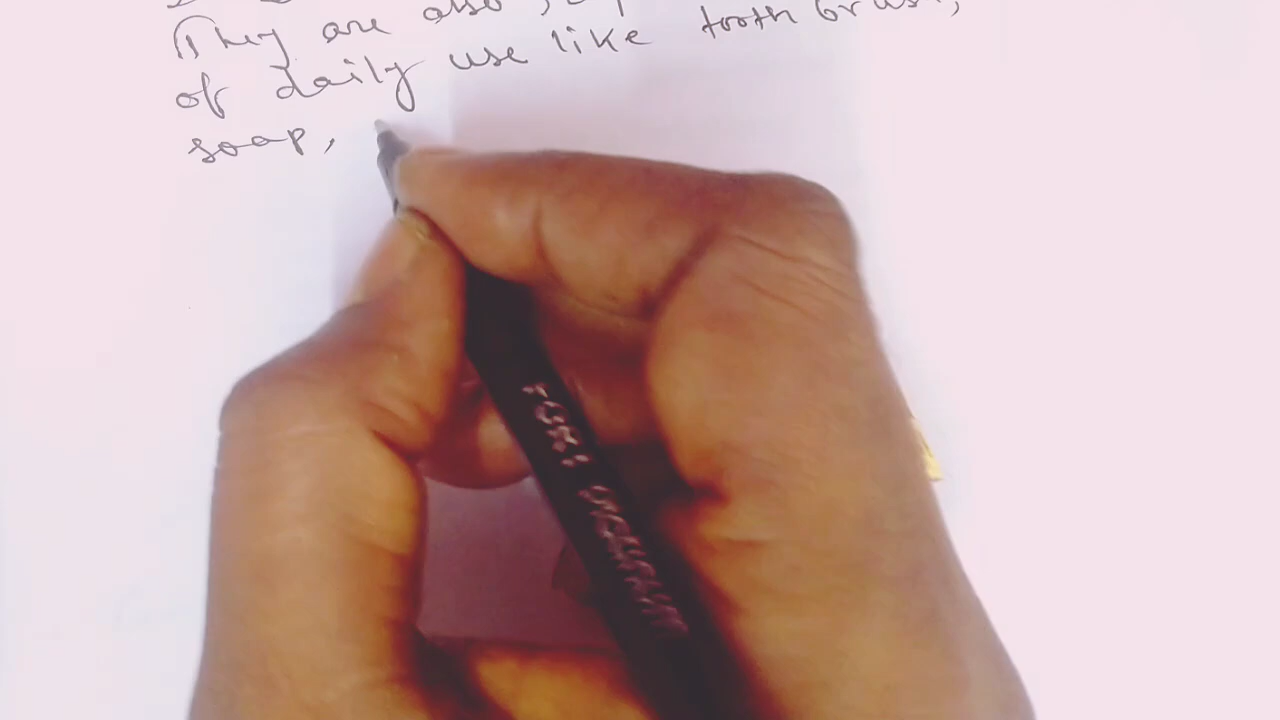 They are also
of daily use like tooth brush,
soap,